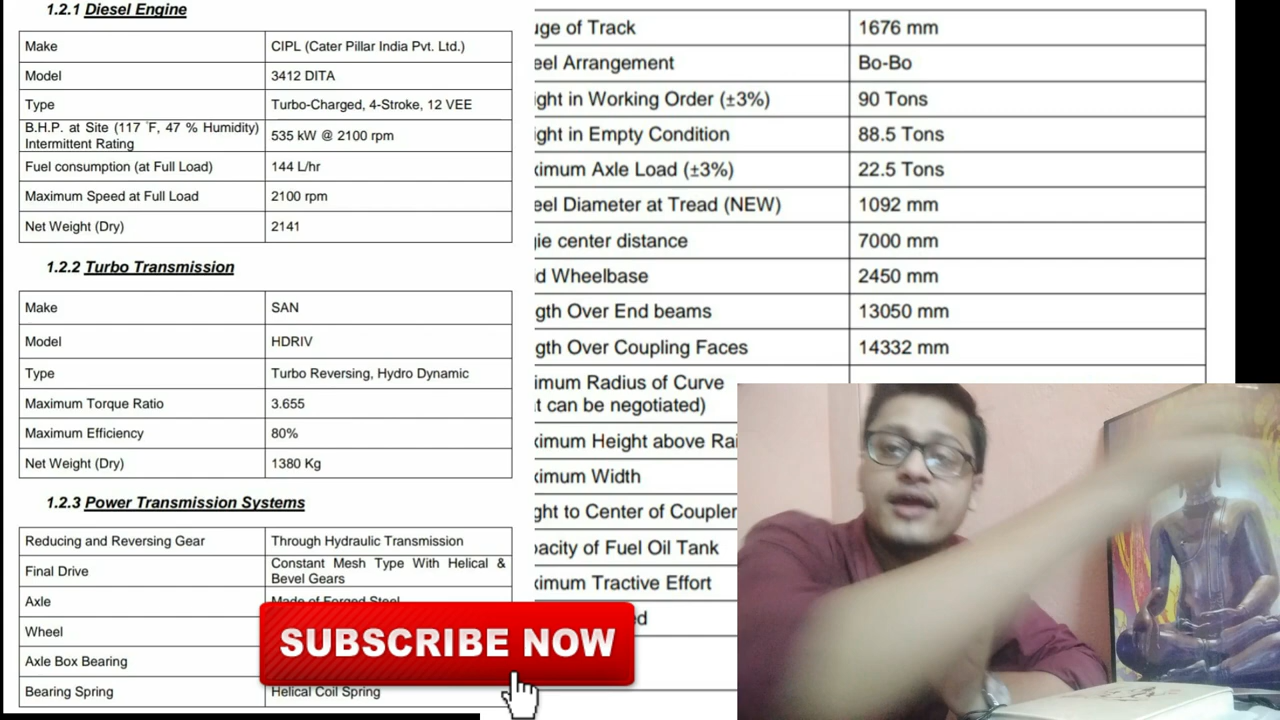 1.2.1 Diesel Engine
Make CIPL (Cater Pillar India Pvt. Ltd.)
Model 3412 DITA
Type Turbo-Charged, 4-Stroke, 12 VEE
B.H.P. at Site (117 ˚F, 47 % Humidity)
Intermittent Rating 535 kW @ 2100 rpm
Fuel consumption (at Full Load) 144 L/hr
Maximum Speed at Full Load 2100 rpm
Net Weight (Dry) 2141
1.2.2 Turbo Transmission
Make SAN
Model HDRIV
Type Turbo Reversing, Hydro Dynamic
Maximum Torque Ratio 3.655
Maximum Efficiency 80%
Net Weight (Dry) 1380 Kg
1.2.3 Power Transmission Systems
Reducing and Reversing Gear Through Hydraulic Transmission
Final Drive Constant Mesh Type With Helical &
Bevel Gears
Axle Made of Forged Steel
Wheel
Axle Box Bearing
Bearing Spring Helical Coil Spring
SUBSCRIBE NOW
uge of Track 1676 mm
eel Arrangement Bo-Bo
ight in Working Order (±3%) 90 Tons
ight in Empty Condition 88.5 Tons
ximum Axle Load (±3%) 22.5 Tons
eel Diameter at Tread (NEW) 1092 mm
gie center distance 7000 mm
id Wheelbase 2450 mm
gth Over End beams 13050 mm
gth Over Coupling Faces 14332 mm
imum Radius of Curve
t can be negotiated)
ximum Height above Rai
ximum Width
ght to Center of Coupler
pacity of Fuel Oil Tank
ximum Tractive Effort
ed